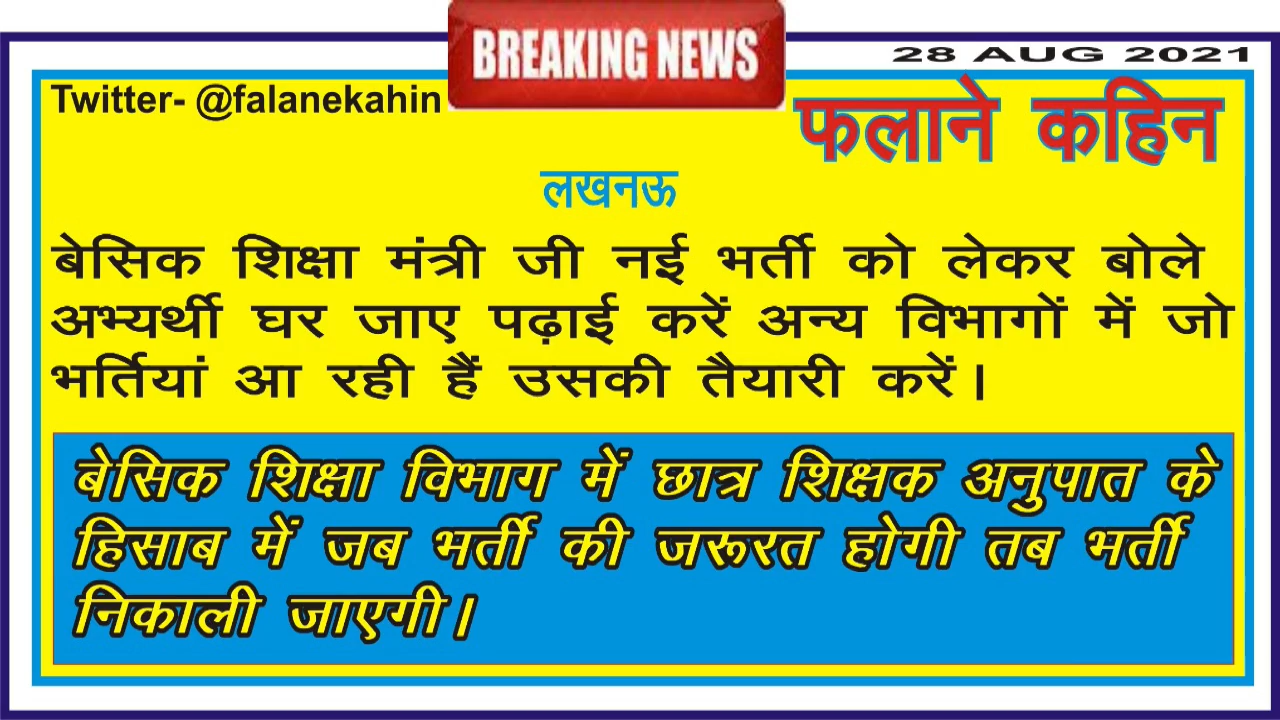 BREAKING NEWS
28 AUG 2021
Twitter- @falanekahin
फलाने कहिन
लखनऊ
बेसिक शिक्षा मंत्री जी नई भर्ती को लेकर बोले
अभ्यर्थी घर जाए पढ़ाई करें अन्य विभागों में जो
भर्तियां आ रही हैं उसकी तैयारी करें।
बेसिक शिक्षा विभाग में छात्र शिक्षक अनुपात के
हिसाब में जब भर्ती की जरूरत होगी तब भर्ती
निकाली जाएगी।